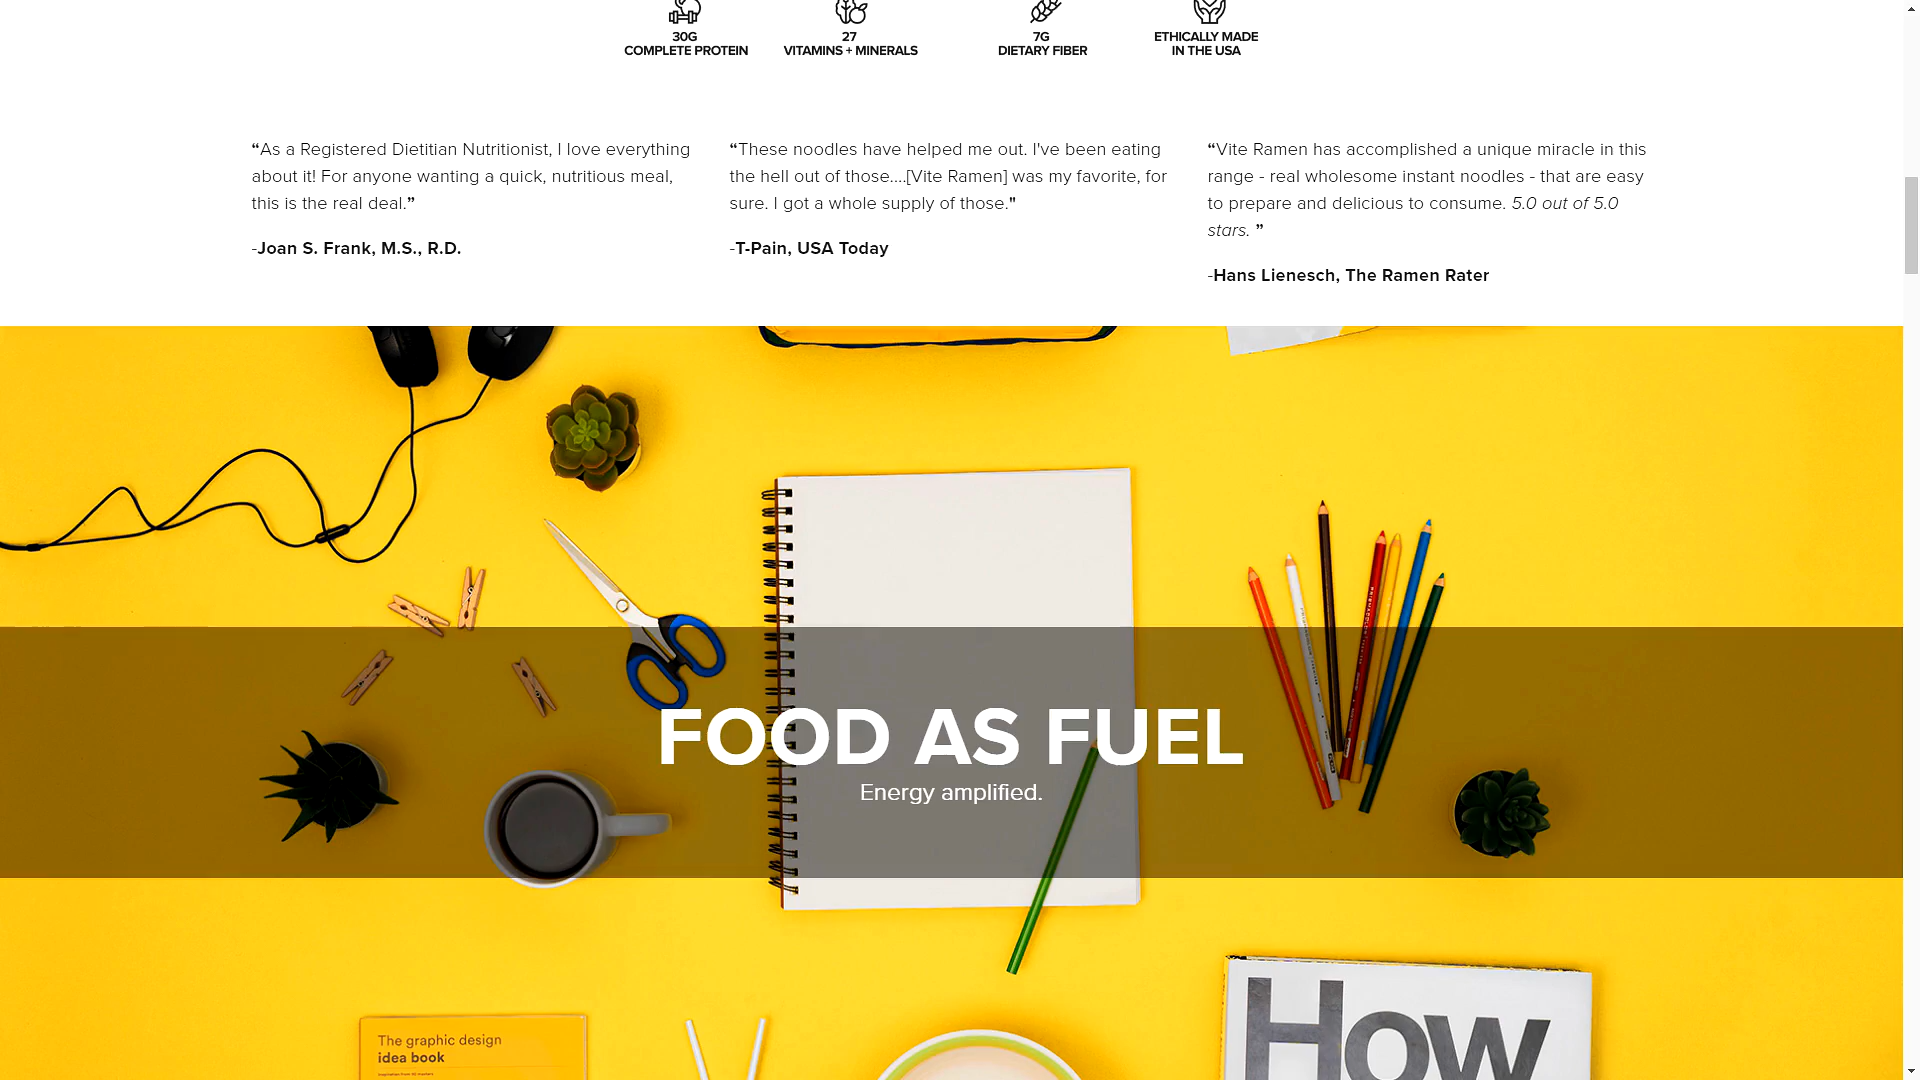 30G
COMPLETE PROTEIN
27
VITAMINS + MINERALS
7G
DIETARY FIBER
ETHICALLY MADE
IN THE USA
“As a Registered Dietitian Nutritionist, I love everything
about it! For anyone wanting a quick, nutritious meal,
this is the real deal.”
-Joan S. Frank, M.S., R.D.
“These noodles have helped me out. I've been eating
the hell out of those....[Vite Ramen] was my favorite, for
sure. I got a whole supply of those."
-T-Pain, USA Today
“Vite Ramen has accomplished a unique miracle in this
range - real wholesome instant noodles - that are easy
to prepare and delicious to consume. 5.0 out of 5.0
stars. ”
-Hans Lienesch, The Ramen Rater
FOOD AS FUEL
Energy amplified.
The graphic design
idea book
Inspiration from 50 masters
How